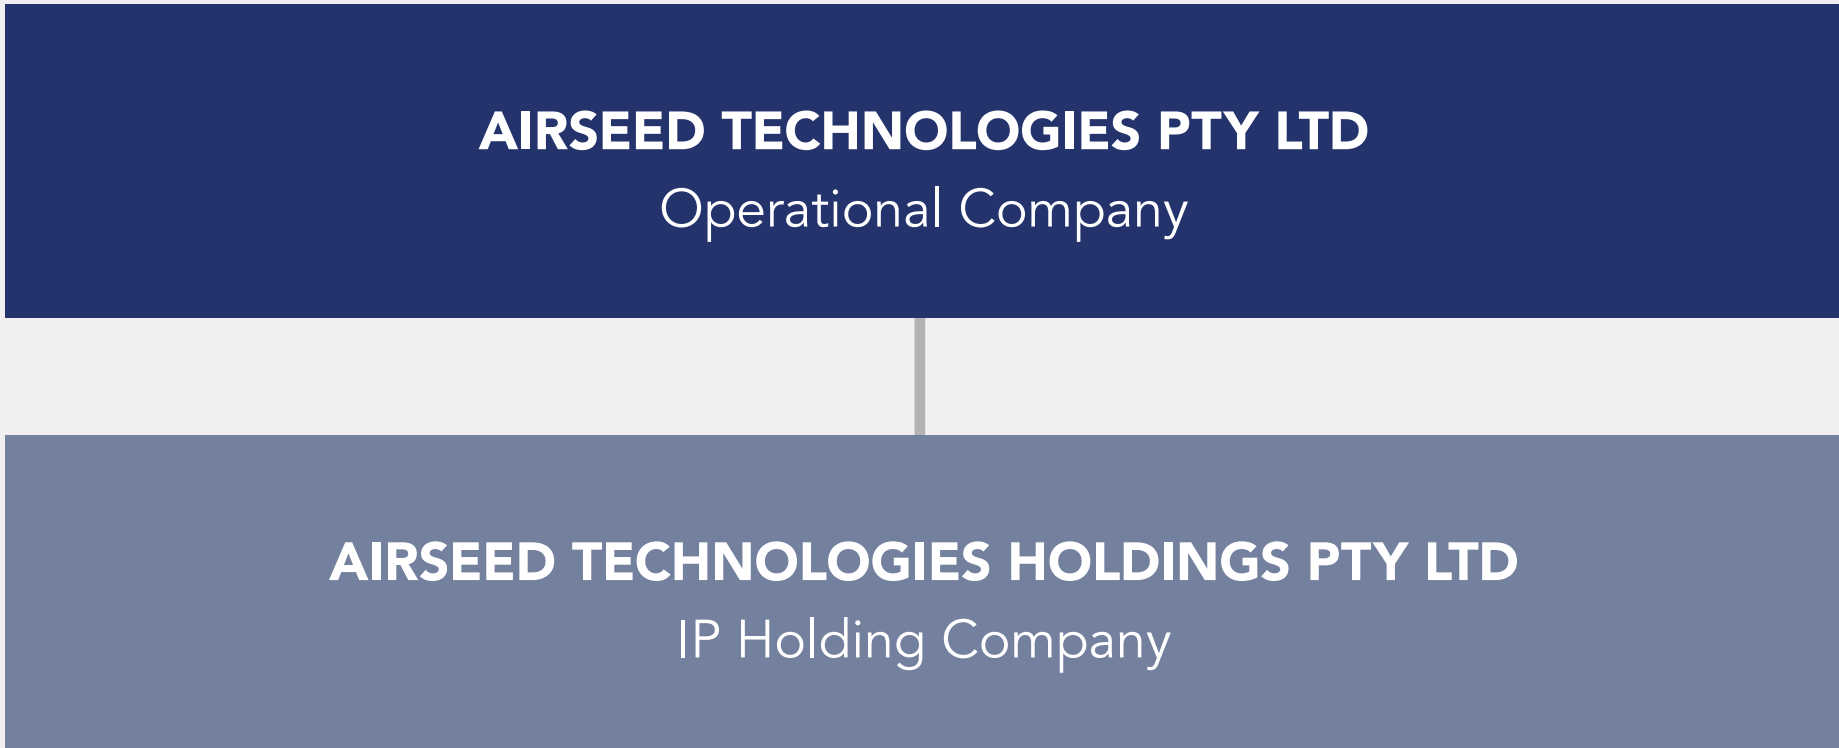 AIRSEED TECHNOLOGIES PTY LTD
Operational Company
AIRSEED TECHNOLOGIES HOLDINGS PTY LTD
IP Holding Company